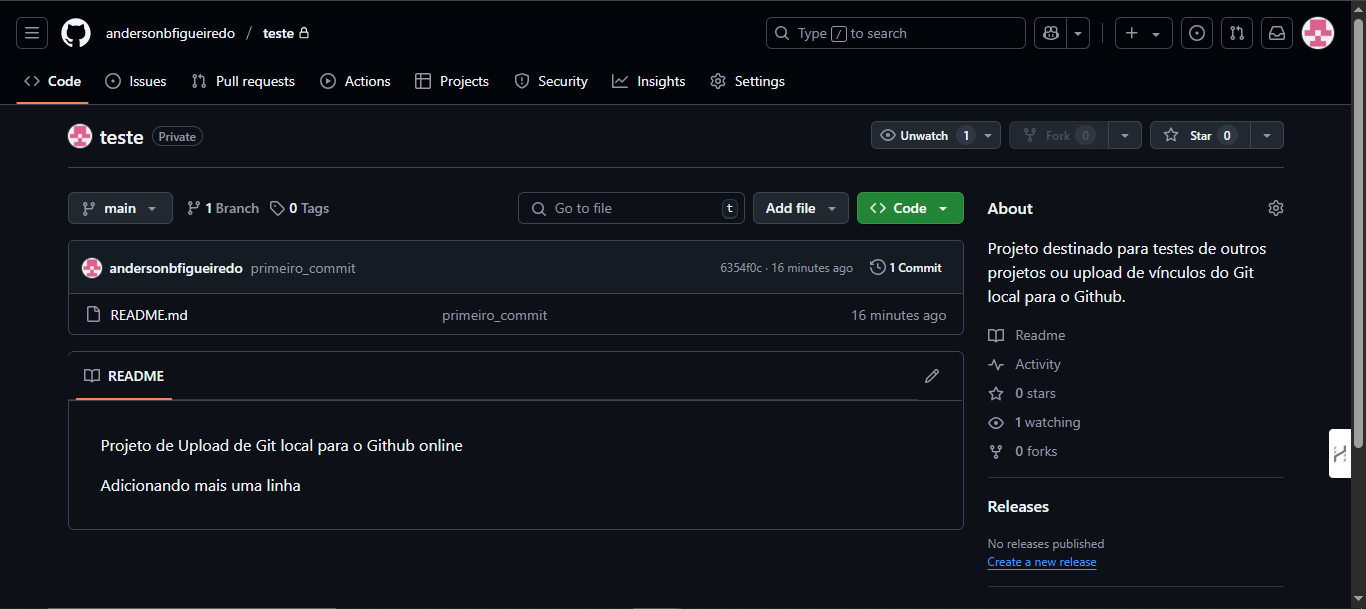 andersonbfigueiredo / teste
Type / to search
Code Issues Pull requests Actions Projects Security Insights Settings
teste Private
Unwatch 1 Fork 0 Star 0
main 1 Branch 0 Tags
Go to file t
Add file
Code
andersonbfigueiredo primeiro_commit 6354f0c · 16 minutes ago 1 Commit
README.md primeiro_commit 16 minutes ago
README
Projeto de Upload de Git local para o Github online
Adicionando mais uma linha
About
Projeto destinado para testes de outros
projetos ou upload de vínculos do Git
local para o Github.
Readme
Activity
0 stars
1 watching
0 forks
Releases
No releases published
Create a new release